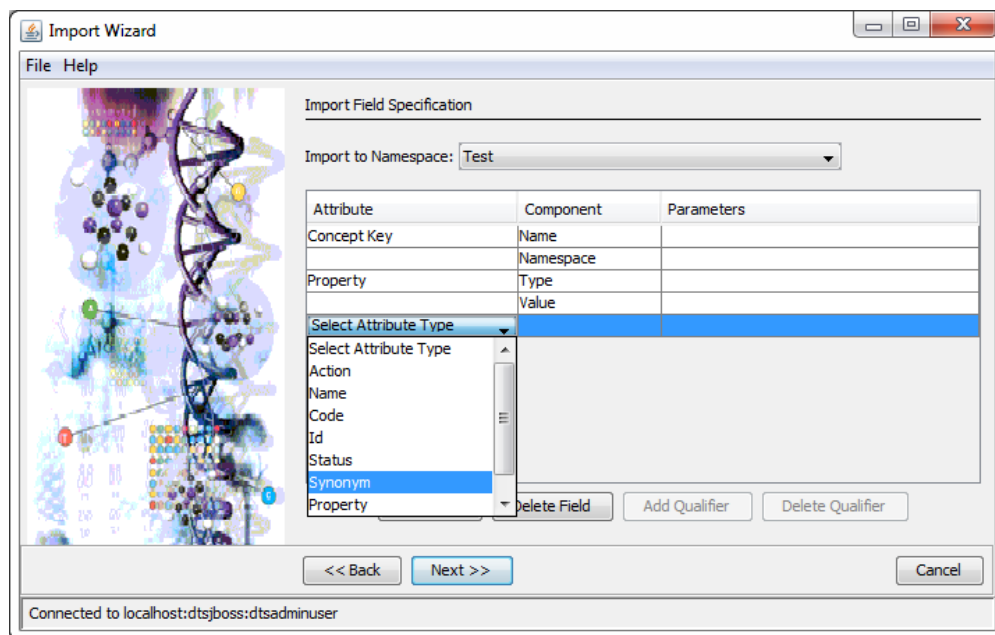 Import Wizard
File Help
Import Field Specification
Import to Namespace: Test
Attribute Component Parameters
Concept Key Name
Namespace
Property Type
Value
Select Attribute Type
Select Attribute Type
Action
Name
Code
Id
Status
Synonym
Property
Delete Field Add Qualifier Delete Qualifier
<< Back Next >> Cancel
Connected to localhost:dtsjboss:dtsadminuser